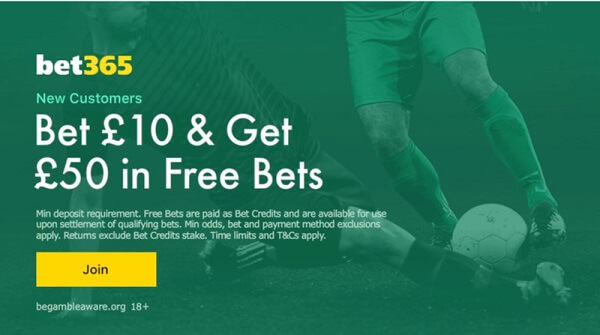 bet365
New Customers
Bet £10 & Get
£50 in Free Bets
Min deposit requirement. Free Bets are paid as Bet Credits and are available for use
upon settlement of qualifying bets. Min odds, bet and payment method exclusions
apply. Returns exclude Bet Credits stake. Time limits and T&Cs apply.
Join
begambleaware.org 18+